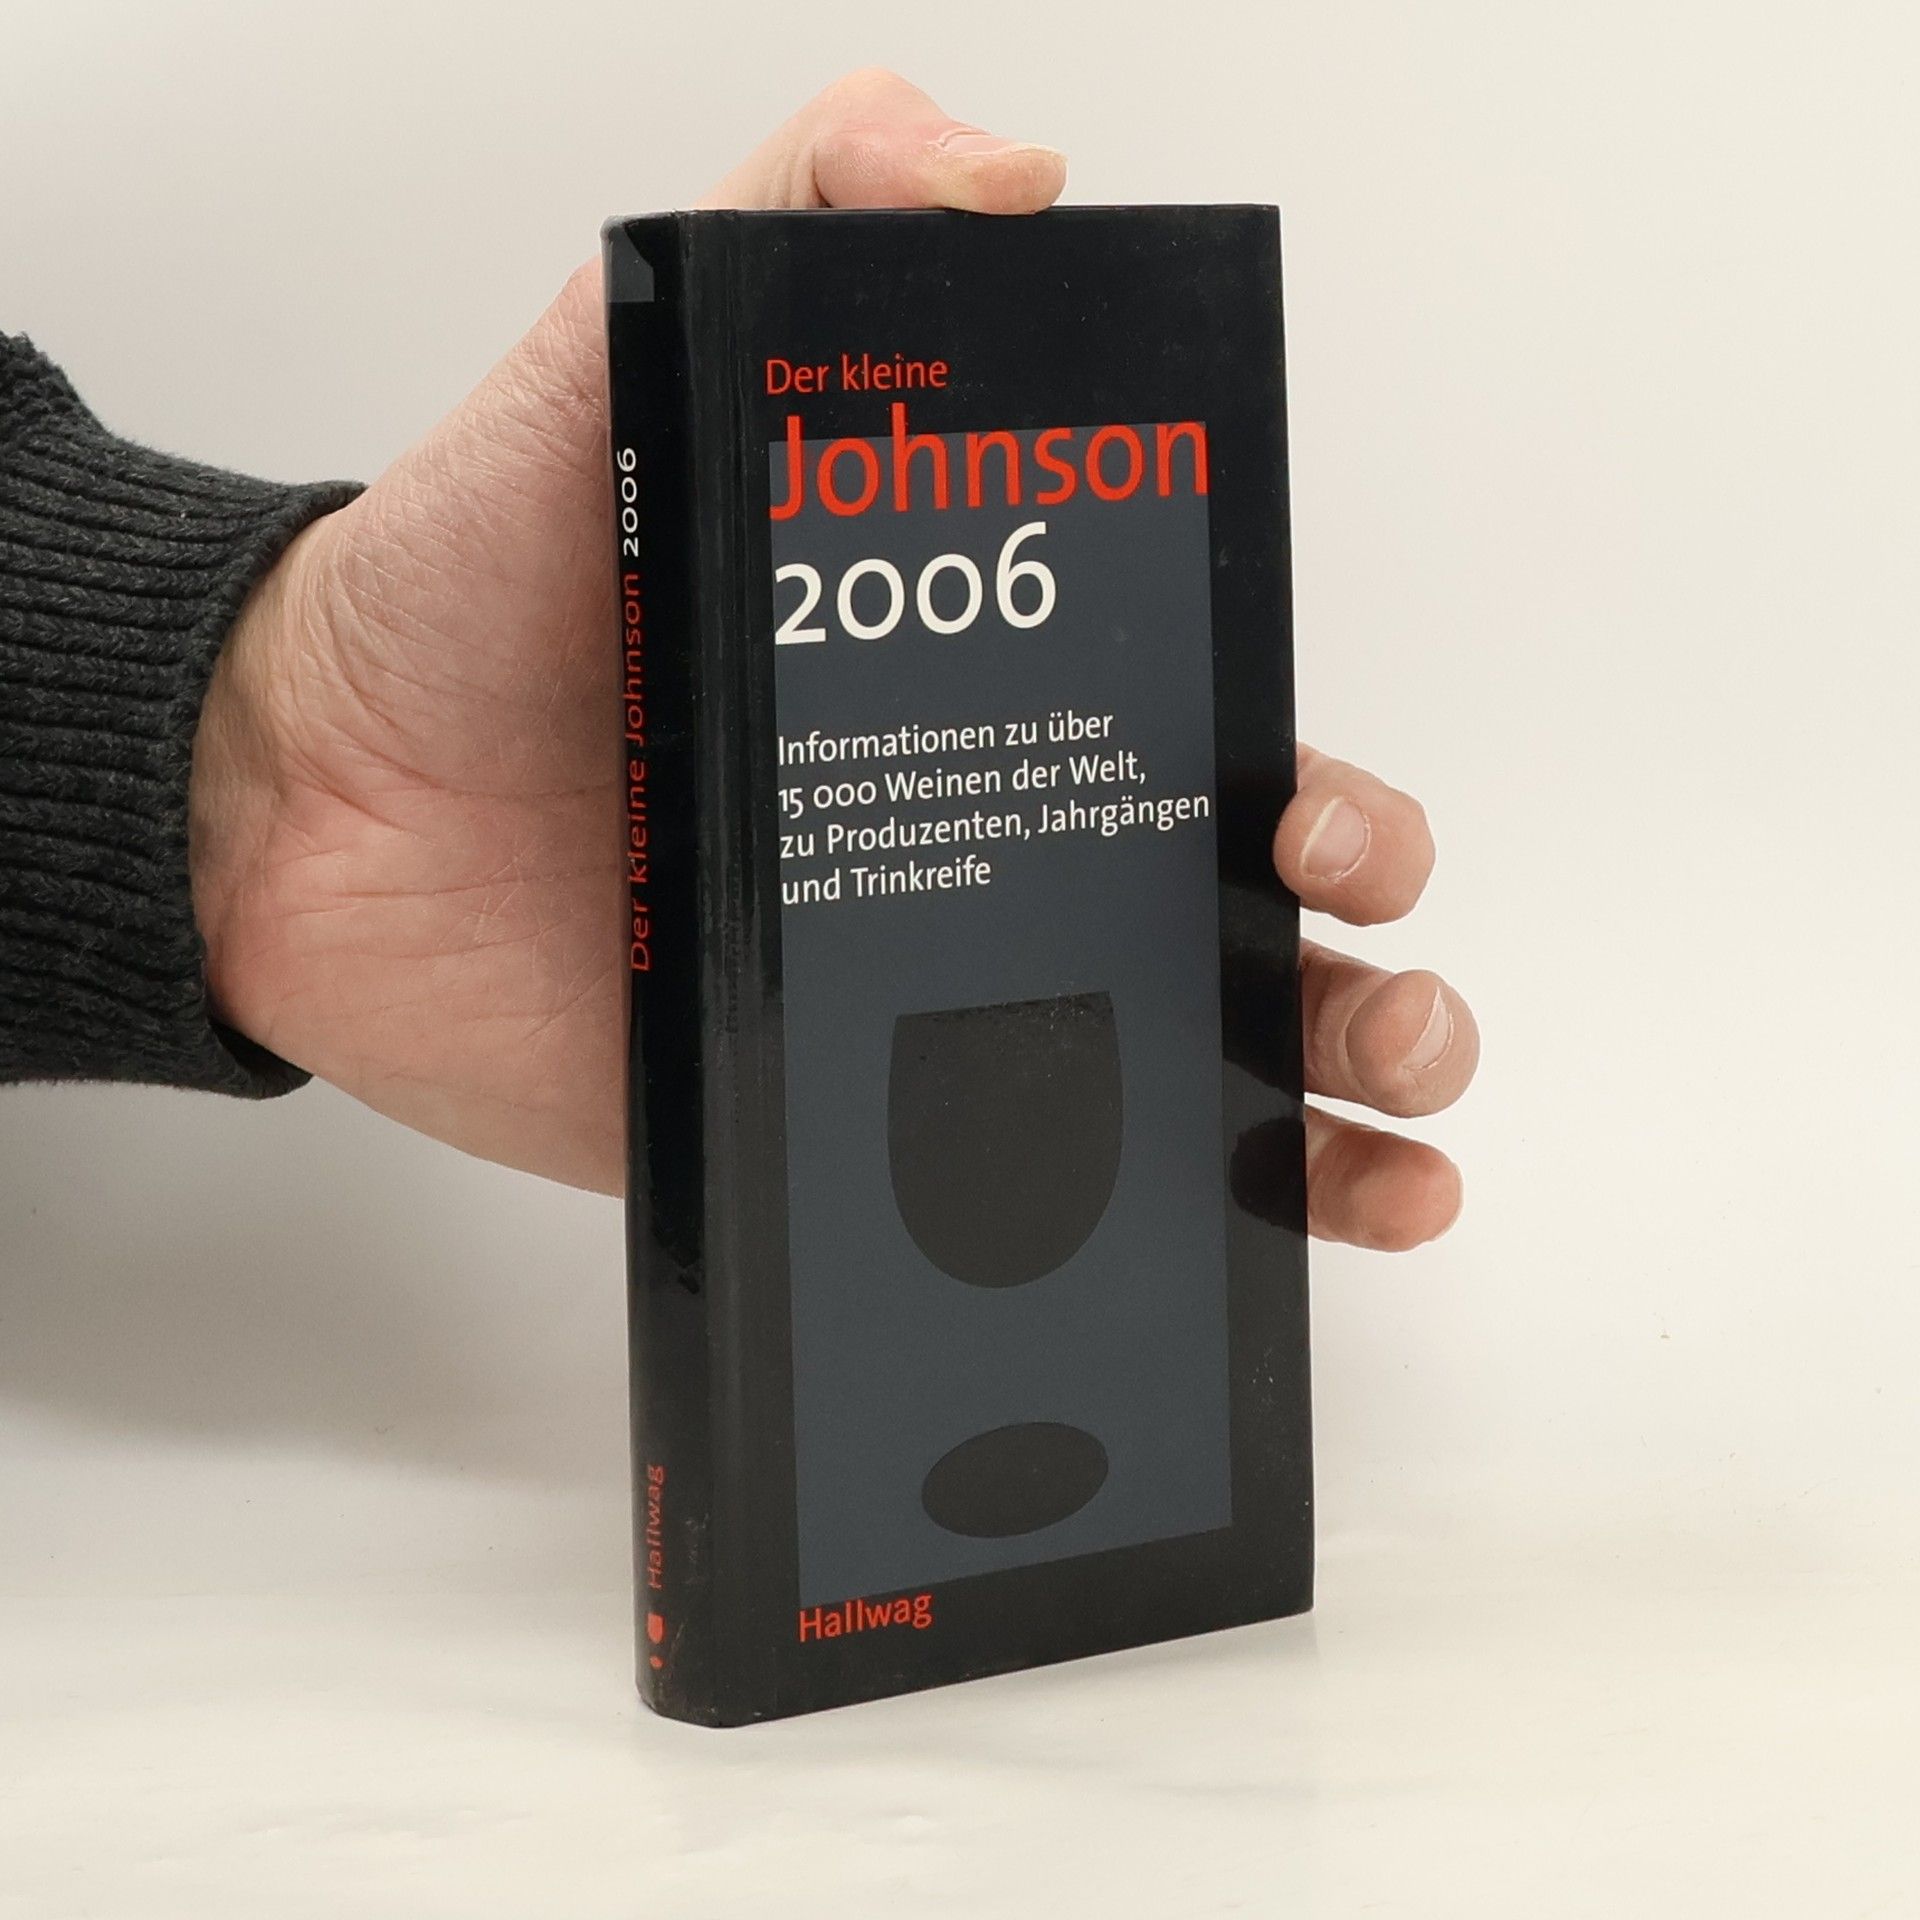 Der kleine
Johnson
2006
Informationen zu über
15 000 Weinen der Welt,
zu Produzenten, Jahrgängen
und Trinkreife
Hallwag
Der kleine Johnson 2006
Hallwag